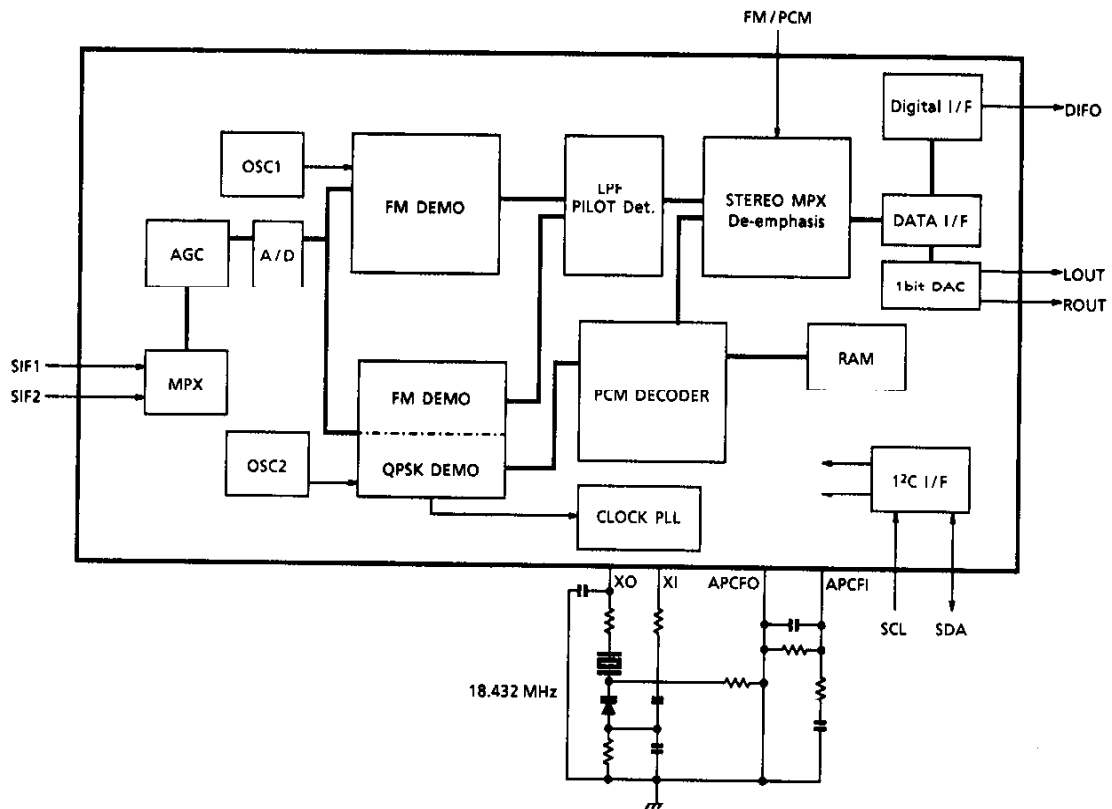 FM/PCM
Digital I/F
DIFO
OSC1
FM DEMO
LPF
PILOT Det.
STEREO MPX
De-emphasis
DATA I/F
AGC
A/D
1bit DAC
LOUT
ROUT
SIF1
SIF2
MPX
FM DEMO
QPSK DEMO
PCM DECODER
RAM
OSC2
CLOCK PLL
I²C I/F
XO
XI
APCFO
APCFI
SCL
SDA
18.432 MHz